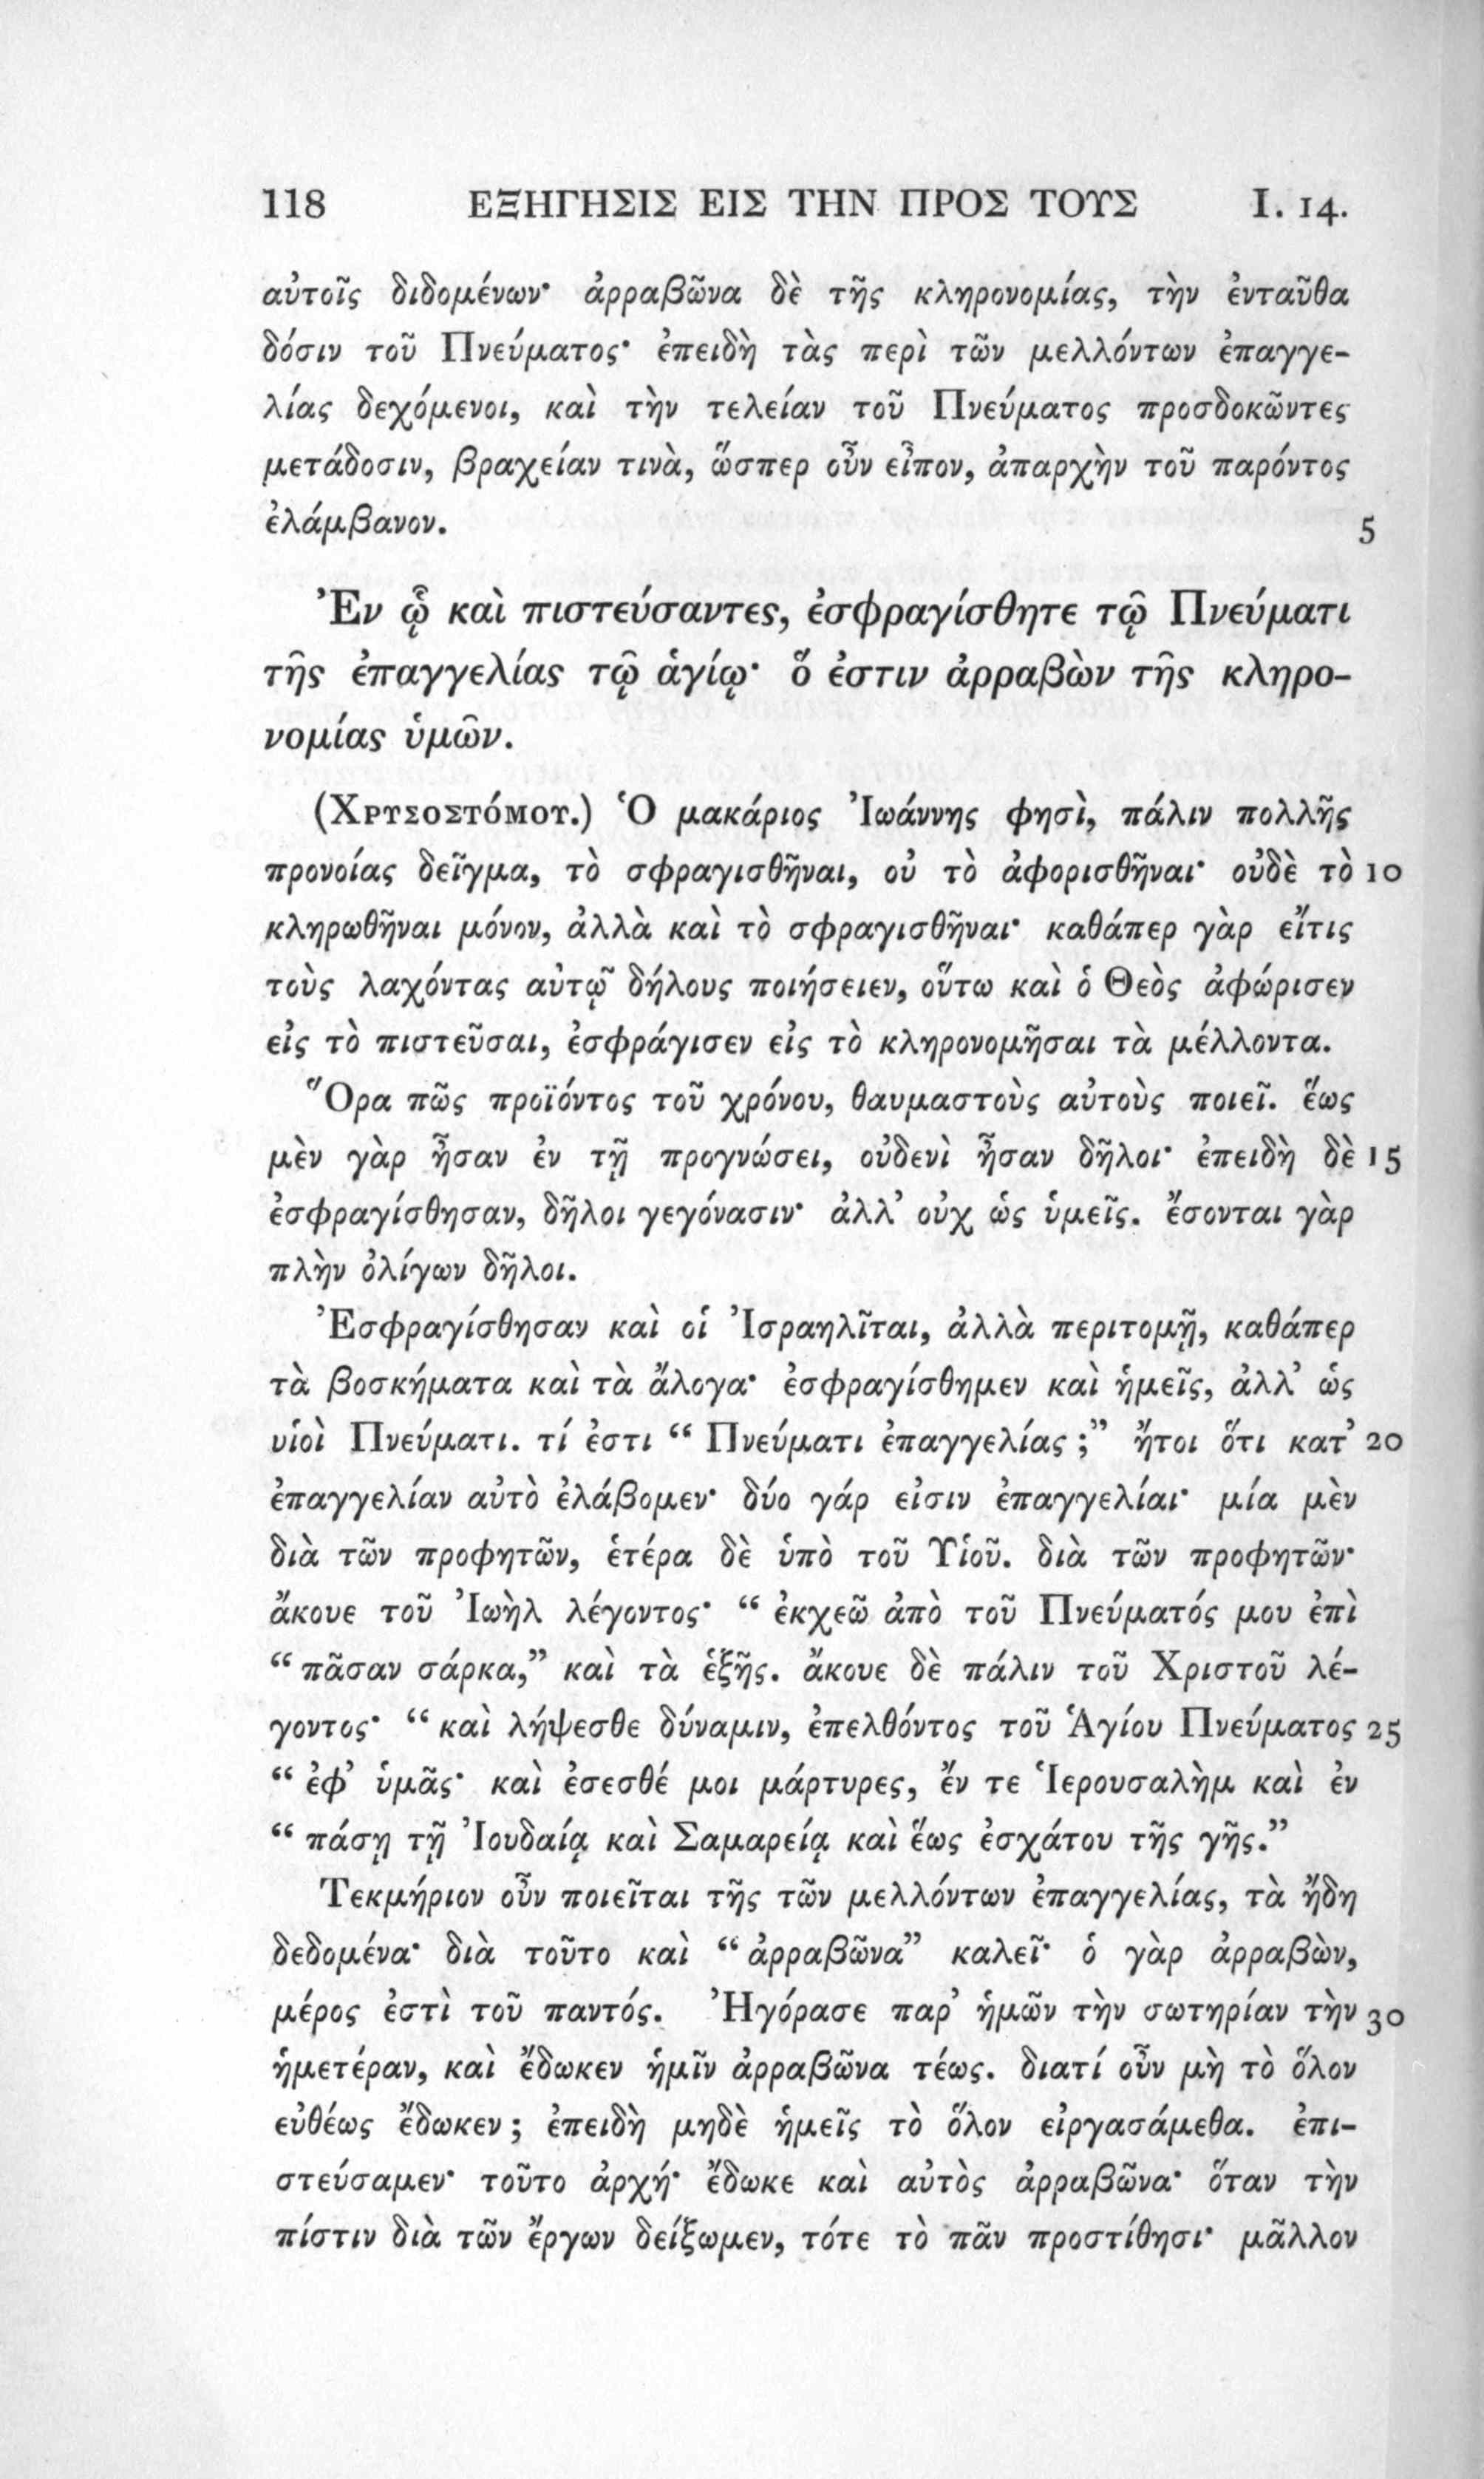 118 ΕΞΗΓΗΣΙΣ ΕΙΣ ΤΗΝ ΠΡΟΣ ΤΟΥΣ I. 14.
αὐτοῖς διδομένων· ἀρραβῶνα δὲ τῆς κληρονομίας, τὴν ἐνταῦθα
δόσιν τοῦ Πνεύματος· ἐπειδὴ τὰς περὶ τῶν μελλόντων ἐπαγγε-
λίας δεχόμενοι, καὶ τὴν τελείαν τοῦ Πνεύματος προσδοκῶντες
μετάδοσιν, βραχείαν τινὰ, ὥσπερ οὖν εἶπον, ἀπαρχὴν τοῦ παρόντος
ἐλάμβανον. 5
Ἐν ᾧ καὶ πιστεύσαντες, ἐσφραγίσθητε τῷ Πνεύματι
τῆς ἐπαγγελίας τῷ ἁγίῳ· ὅ ἐστιν ἀρραβὼν τῆς κληρο-
νομίας ὑμῶν.
(Χρυσοστόμου.) Ὁ μακάριος Ἰωάννης φησὶ, πάλιν πολλῆς
προνοίας δεῖγμα, τὸ σφραγισθῆναι, οὐ τὸ ἀφορισθῆναι· οὐδὲ τὸ 10
κληρωθῆναι μόνον, ἀλλὰ καὶ τὸ σφραγισθῆναι· καθάπερ γὰρ εἴτις
τοὺς λαχόντας αὐτῷ δήλους ποιήσειεν, οὕτω καὶ ὁ Θεὸς ἀφώρισεν
εἰς τὸ πιστεῦσαι, ἐσφράγισεν εἰς τὸ κληρονομῆσαι τὰ μέλλοντα.
Ὅρα πῶς προϊόντος τοῦ χρόνου, θαυμαστοὺς αὐτοὺς ποιεῖ. ἕως
μὲν γὰρ ἦσαν ἐν τῇ προγνώσει, οὐδενὶ ἦσαν δῆλοι· ἐπειδὴ δὲ 15
ἐσφραγίσθησαν, δῆλοι γεγόνασιν· ἀλλ’ οὐχ ὡς ὑμεῖς. ἔσονται γὰρ
πλὴν ὀλίγων δῆλοι.
Ἐσφραγίσθησαν καὶ οἱ Ἰσραηλῖται, ἀλλὰ περιτομῇ, καθάπερ
τὰ βοσκήματα καὶ τὰ ἄλογα· ἐσφραγίσθημεν καὶ ἡμεῖς, ἀλλ’ ὡς
υἱοὶ Πνεύματι. τί ἐστι “ Πνεύματι ἐπαγγελίας ;” ἤτοι ὅτι κατ’ 20
ἐπαγγελίαν αὐτὸ ἐλάβομεν· δύο γάρ εἰσιν ἐπαγγελίαι· μία μὲν
διὰ τῶν προφητῶν, ἑτέρα δὲ ὑπὸ τοῦ Υἱοῦ. διὰ τῶν προφητῶν·
ἄκουε τοῦ Ἰωὴλ λέγοντος· “ ἐκχεῶ ἀπὸ τοῦ Πνεύματός μου ἐπὶ
“ πᾶσαν σάρκα,” καὶ τὰ ἑξῆς. ἄκουε δὲ πάλιν τοῦ Χριστοῦ λέ-
γοντος· “ καὶ λήψεσθε δύναμιν, ἐπελθόντος τοῦ Ἁγίου Πνεύματος 25
“ ἐφ’ ὑμᾶς· καὶ ἐσεσθέ μοι μάρτυρες, ἔν τε Ἱερουσαλὴμ καὶ ἐν
“ πάσῃ τῇ Ἰουδαίᾳ καὶ Σαμαρείᾳ καὶ ἕως ἐσχάτου τῆς γῆς.”
Τεκμήριον οὖν ποιεῖται τῆς τῶν μελλόντων ἐπαγγελίας, τὰ ἤδη
δεδομένα· διὰ τοῦτο καὶ “ ἀρραβῶνα” καλεῖ· ὁ γὰρ ἀρραβὼν,
μέρος ἐστὶ τοῦ παντός. Ἠγόρασε παρ’ ἡμῶν τὴν σωτηρίαν τὴν 30
ἡμετέραν, καὶ ἔδωκεν ἡμῖν ἀρραβῶνα τέως. διατί οὖν μὴ τὸ ὅλον
εὐθέως ἔδωκεν ; ἐπειδὴ μηδὲ ἡμεῖς τὸ ὅλον εἰργασάμεθα. ἐπι-
στεύσαμεν· τοῦτο ἀρχή· ἔδωκε καὶ αὐτὸς ἀρραβῶνα· ὅταν τὴν
πίστιν διὰ τῶν ἔργων δείξωμεν, τότε τὸ πᾶν προστίθησι· μᾶλλον